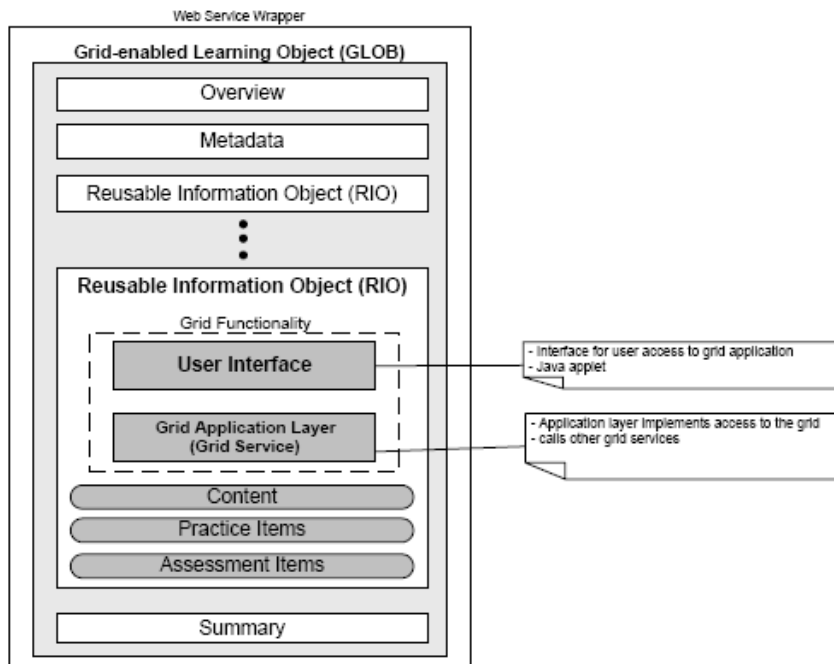 Web Service Wrapper
Grid-enabled Learning Object (GLOB)
Overview
Metadata
Reusable Information Object (RIO)
Reusable Information Object (RIO)
Grid Functionality
User Interface
- Interface for user access to grid application
- Java applet
Grid Application Layer
(Grid Service)
- Application layer implements access to the grid
- calls other grid services
Content
Practice Items
Assessment Items
Summary